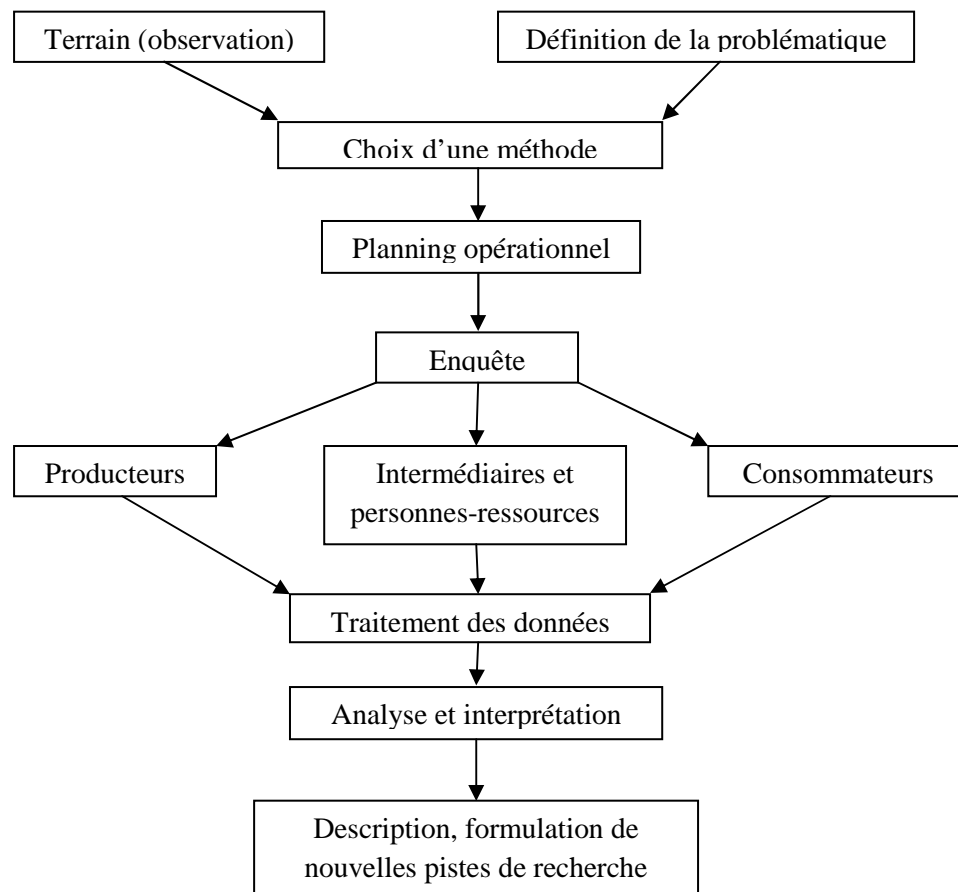 Terrain (observation)
Définition de la problématique
Choix d’une méthode
Planning opérationnel
Enquête
Producteurs
Intermédiaires et
personnes-ressources
Consommateurs
Traitement des données
Analyse et interprétation
Description, formulation de
nouvelles pistes de recherche